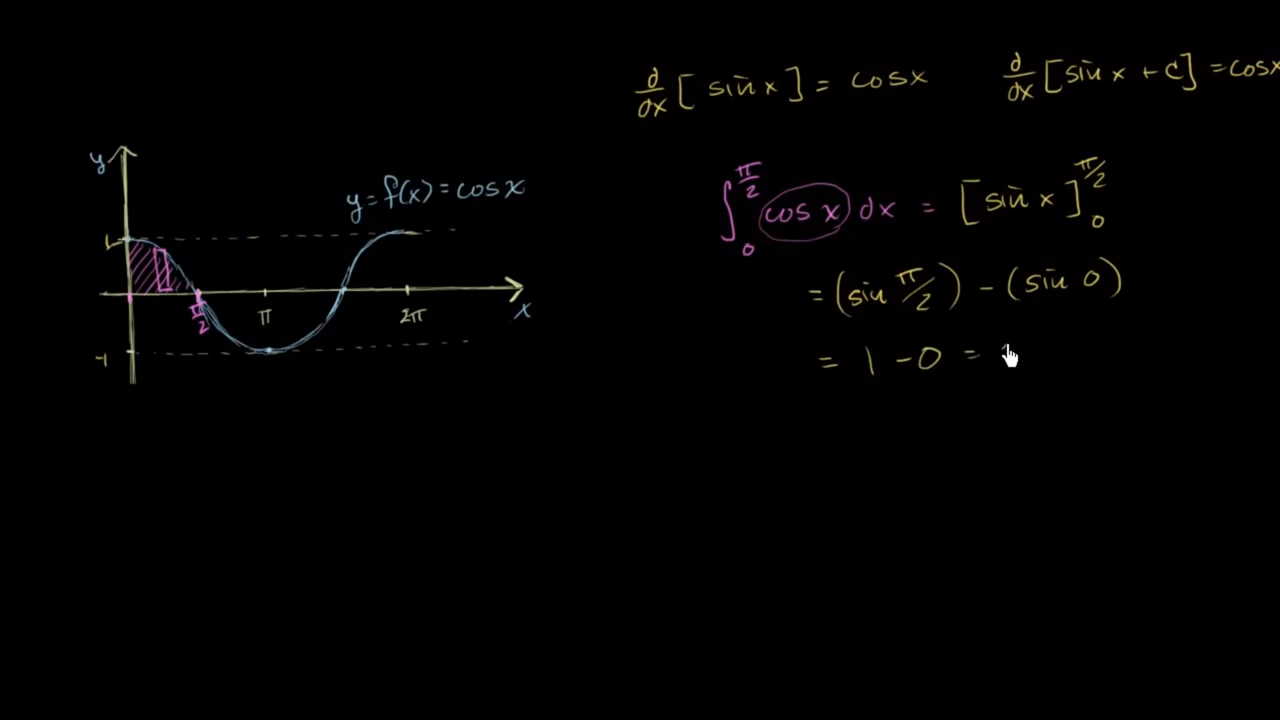 d/dx [sin x] = cos x
d/dx [sin x + C] = cos x
y
y = f(x) = cos x
1
π/2
π
2π
x
-1
∫₀^(π/2) cos x dx = [sin x]₀^(π/2)
= (sin π/2) - (sin 0)
= 1 - 0 =